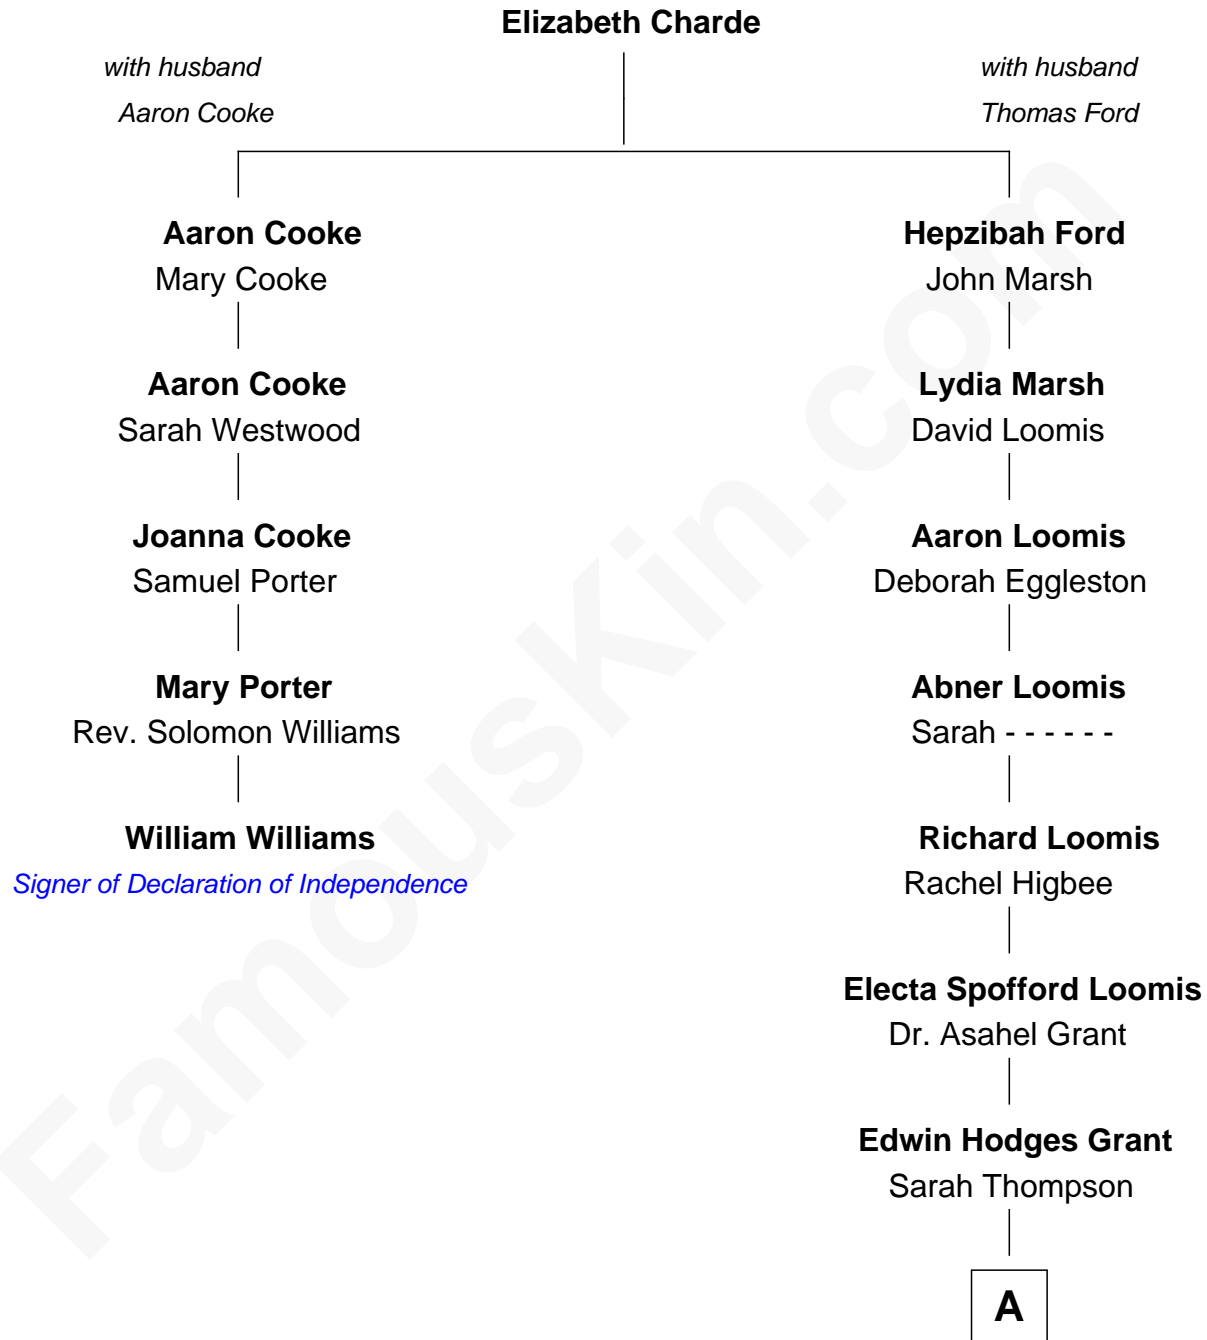 Elizabeth Charde
with husband
Aaron Cooke
with husband
Thomas Ford
Aaron Cooke
Mary Cooke
Aaron Cooke
Sarah Westwood
Joanna Cooke
Samuel Porter
Mary Porter
Rev. Solomon Williams
William Williams
Signer of Declaration of Independence
Hepzibah Ford
John Marsh
Lydia Marsh
David Loomis
Aaron Loomis
Deborah Eggleston
Abner Loomis
Sarah - - - - - -
Richard Loomis
Rachel Higbee
Electa Spofford Loomis
Dr. Asahel Grant
Edwin Hodges Grant
Sarah Thompson
A
FamousKin.com